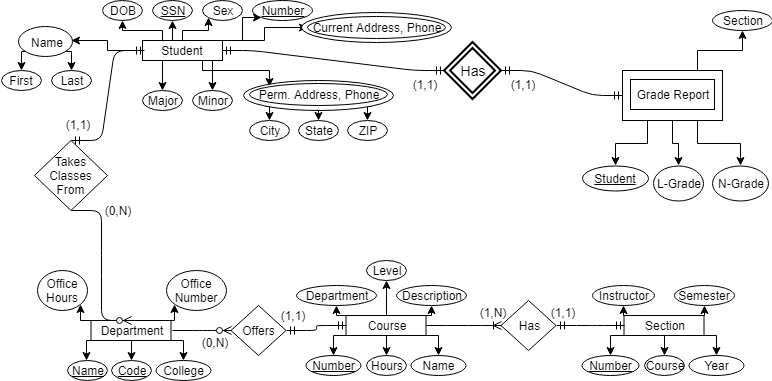 DOB
SSN
Sex
Number
Section
Current Address, Phone
Name
Student
Has
Grade Report
First
Last
Major
Minor
Perm. Address, Phone
(1,1)
(1,1)
City
State
ZIP
(1,1)
Takes
Classes
From
Student
L-Grade
N-Grade
(0,N)
Office
Hours
Office
Number
Level
Department
Description
Instructor
Semester
(1,1)
(1,N)
(1,1)
Department
Offers
Course
Has
Section
(0,N)
Name
Code
College
Number
Hours
Name
Number
Course
Year